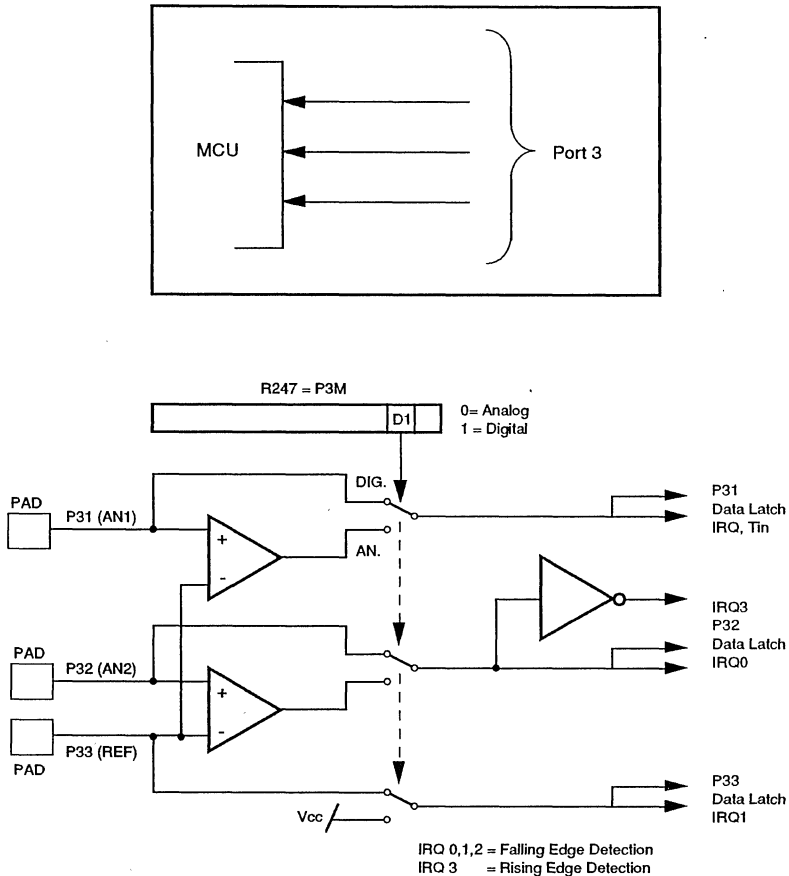 MCU
Port 3
R247 = P3M
D1
0= Analog
1 = Digital
DIG.
PAD
P31 (AN1)
+
-
AN.
P31
Data Latch
IRQ, Tin
IRQ3
PAD
P32 (AN2)
+
-
P32
Data Latch
IRQ0
P33 (REF)
PAD
Vcc
P33
Data Latch
IRQ1
IRQ 0,1,2 = Falling Edge Detection
IRQ 3 = Rising Edge Detection